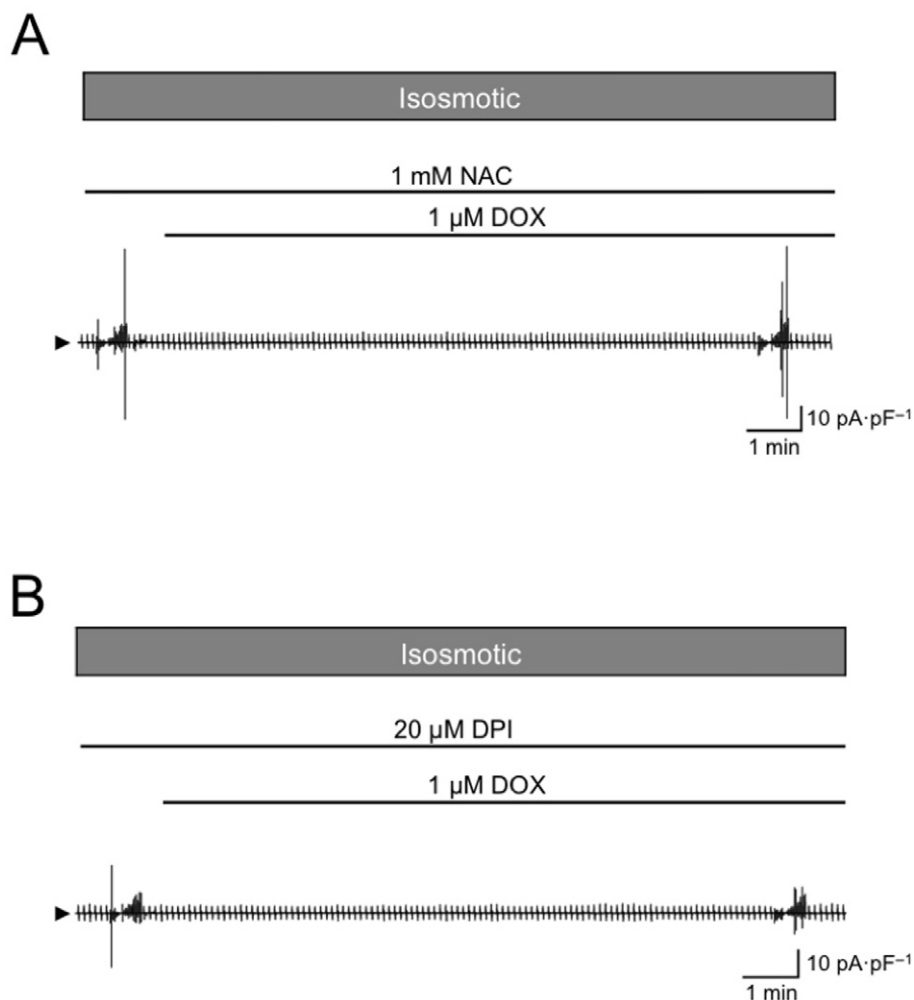 A
Isosmotic
1 mM NAC
1 µM DOX
10 pA·pF⁻¹
1 min
B
Isosmotic
20 µM DPI
1 µM DOX
10 pA·pF⁻¹
1 min